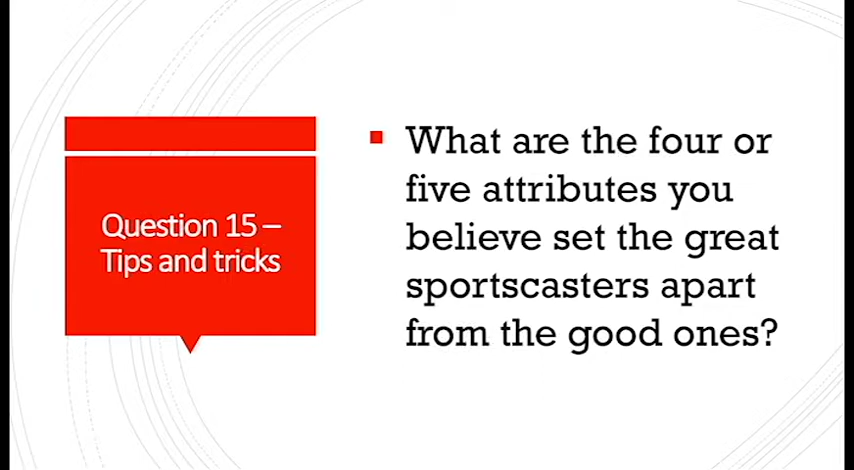 Question 15 –
Tips and tricks
What are the four or
five attributes you
believe set the great
sportscasters apart
from the good ones?